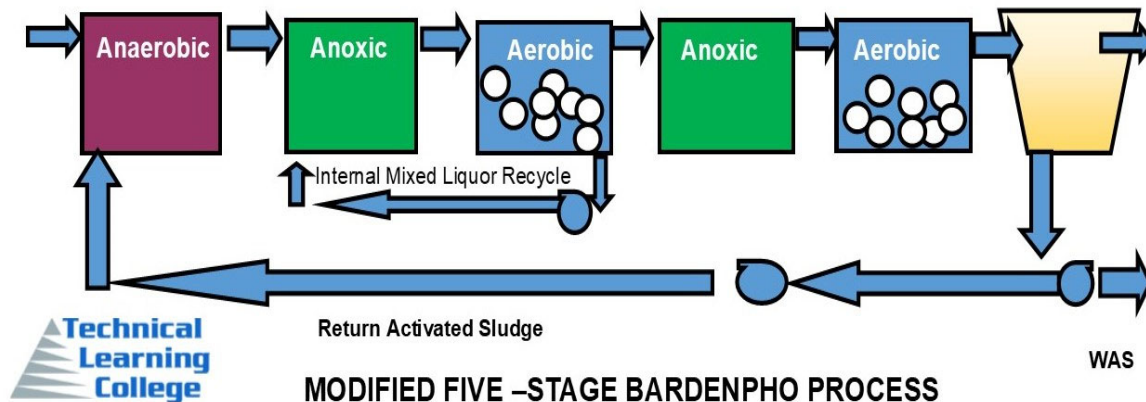 Anaerobic
Anoxic
Aerobic
Anoxic
Aerobic
Internal Mixed Liquor Recycle
Return Activated Sludge
WAS
Technical
Learning
College
MODIFIED FIVE –STAGE BARDENPHO PROCESS